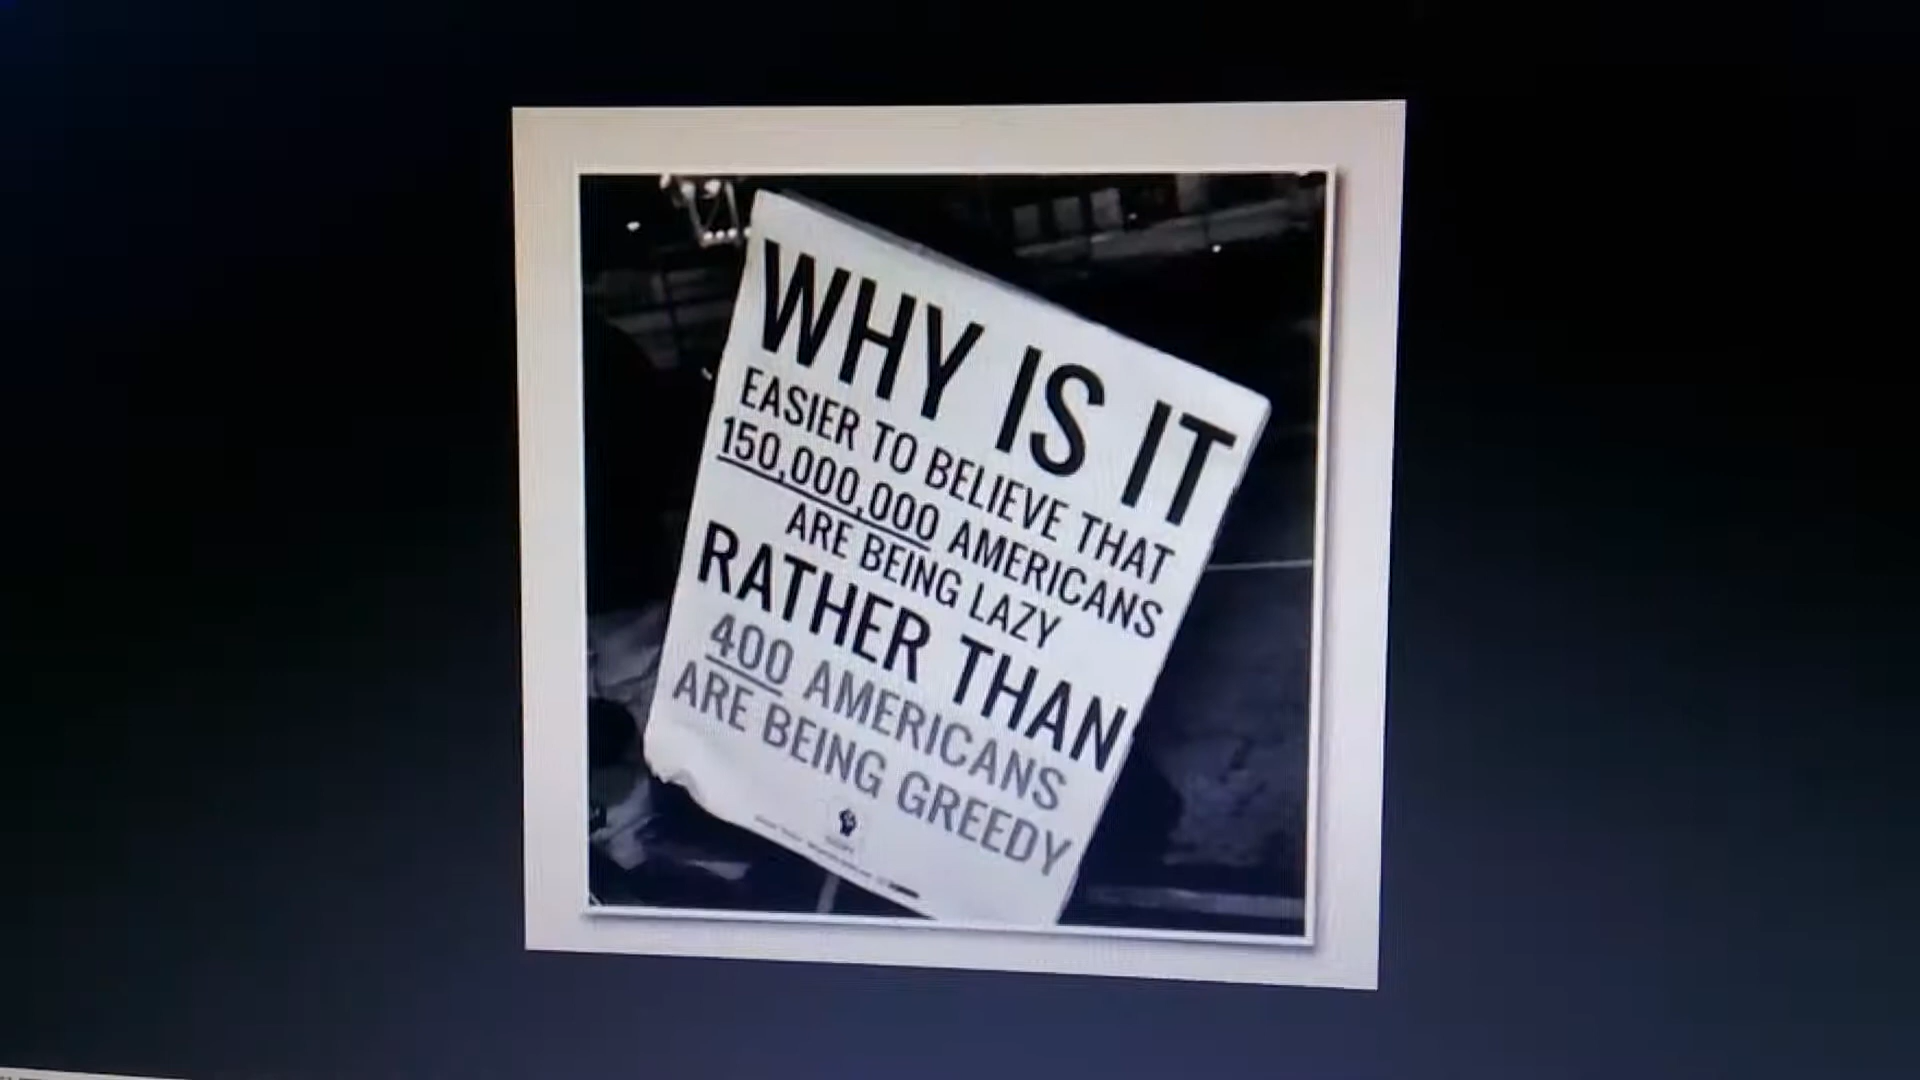 WHY IS IT
EASIER TO BELIEVE THAT
150,000,000 AMERICANS
ARE BEING LAZY
RATHER THAN
400 AMERICANS
ARE BEING GREEDY